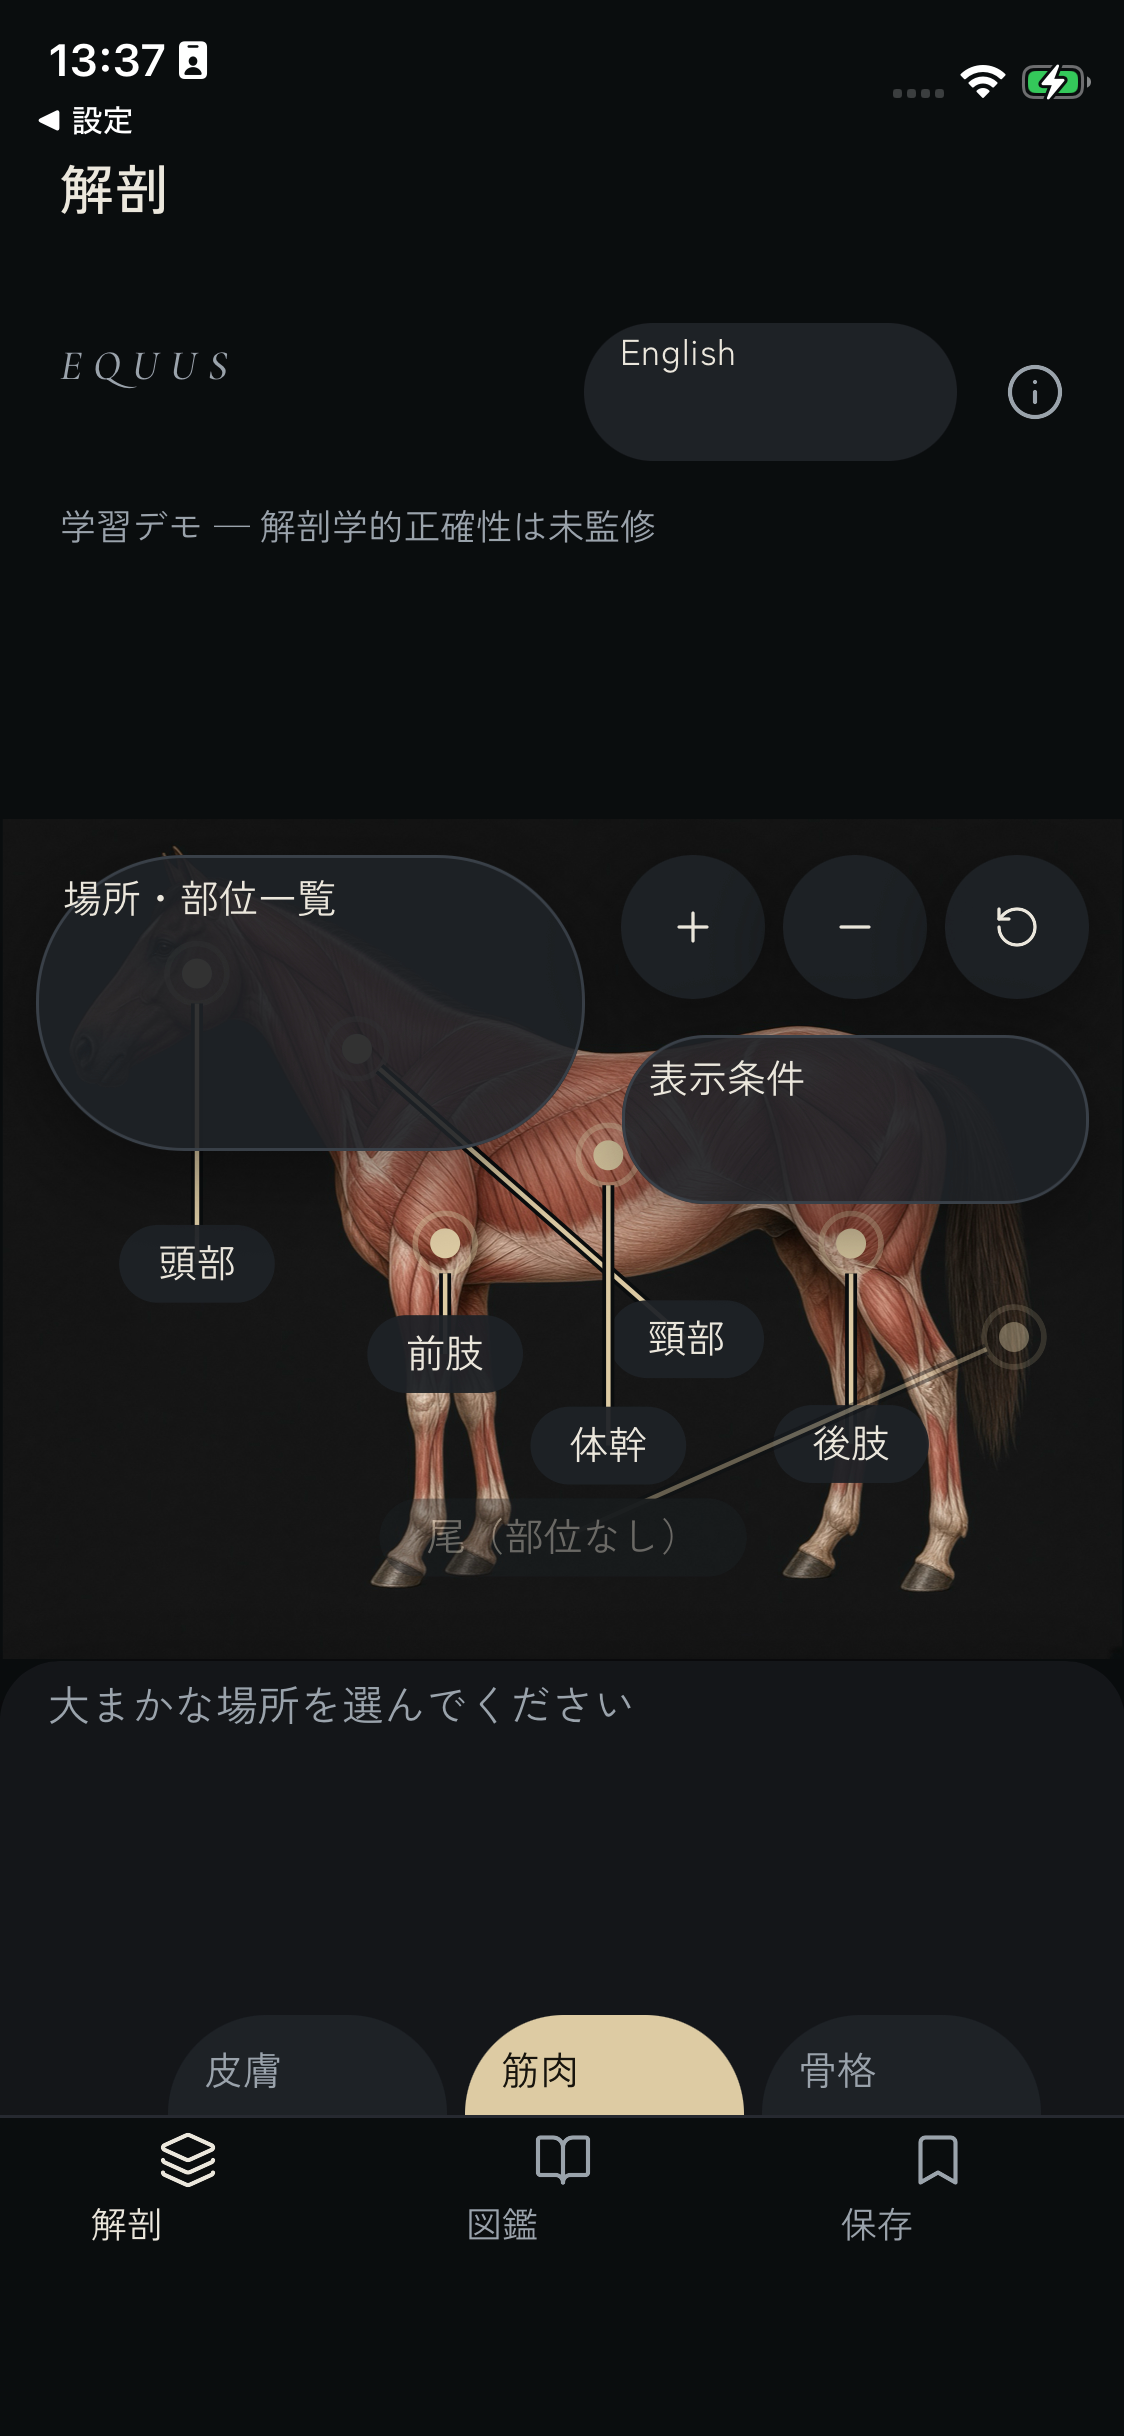 13:37
設定
解剖
EQUUS
English
学習デモ — 解剖学的正確性は未監修
場所・部位一覧
表示条件
頭部
前肢
頸部
体幹
後肢
尾（部位なし）
大まかな場所を選んでください
皮膚
筋肉
骨格
解剖
図鑑
保存